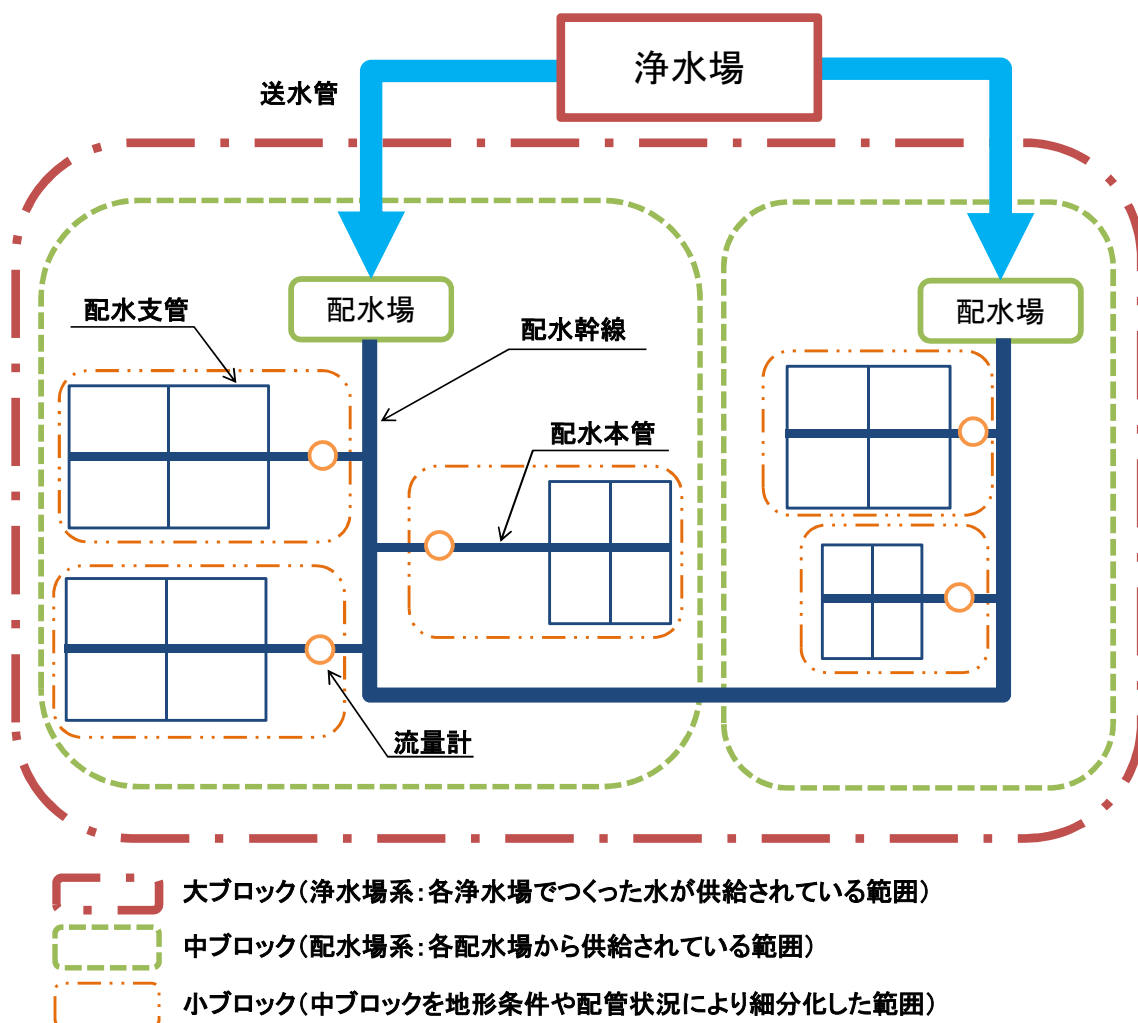 浄水場
送水管
配水場
配水場
配水支管
配水幹線
配水本管
流量計
大ブロック（浄水場系：各浄水場でつくった水が供給されている範囲）
中ブロック（配水場系：各配水場から供給されている範囲）
小ブロック（中ブロックを地形条件や配管状況により細分化した範囲）